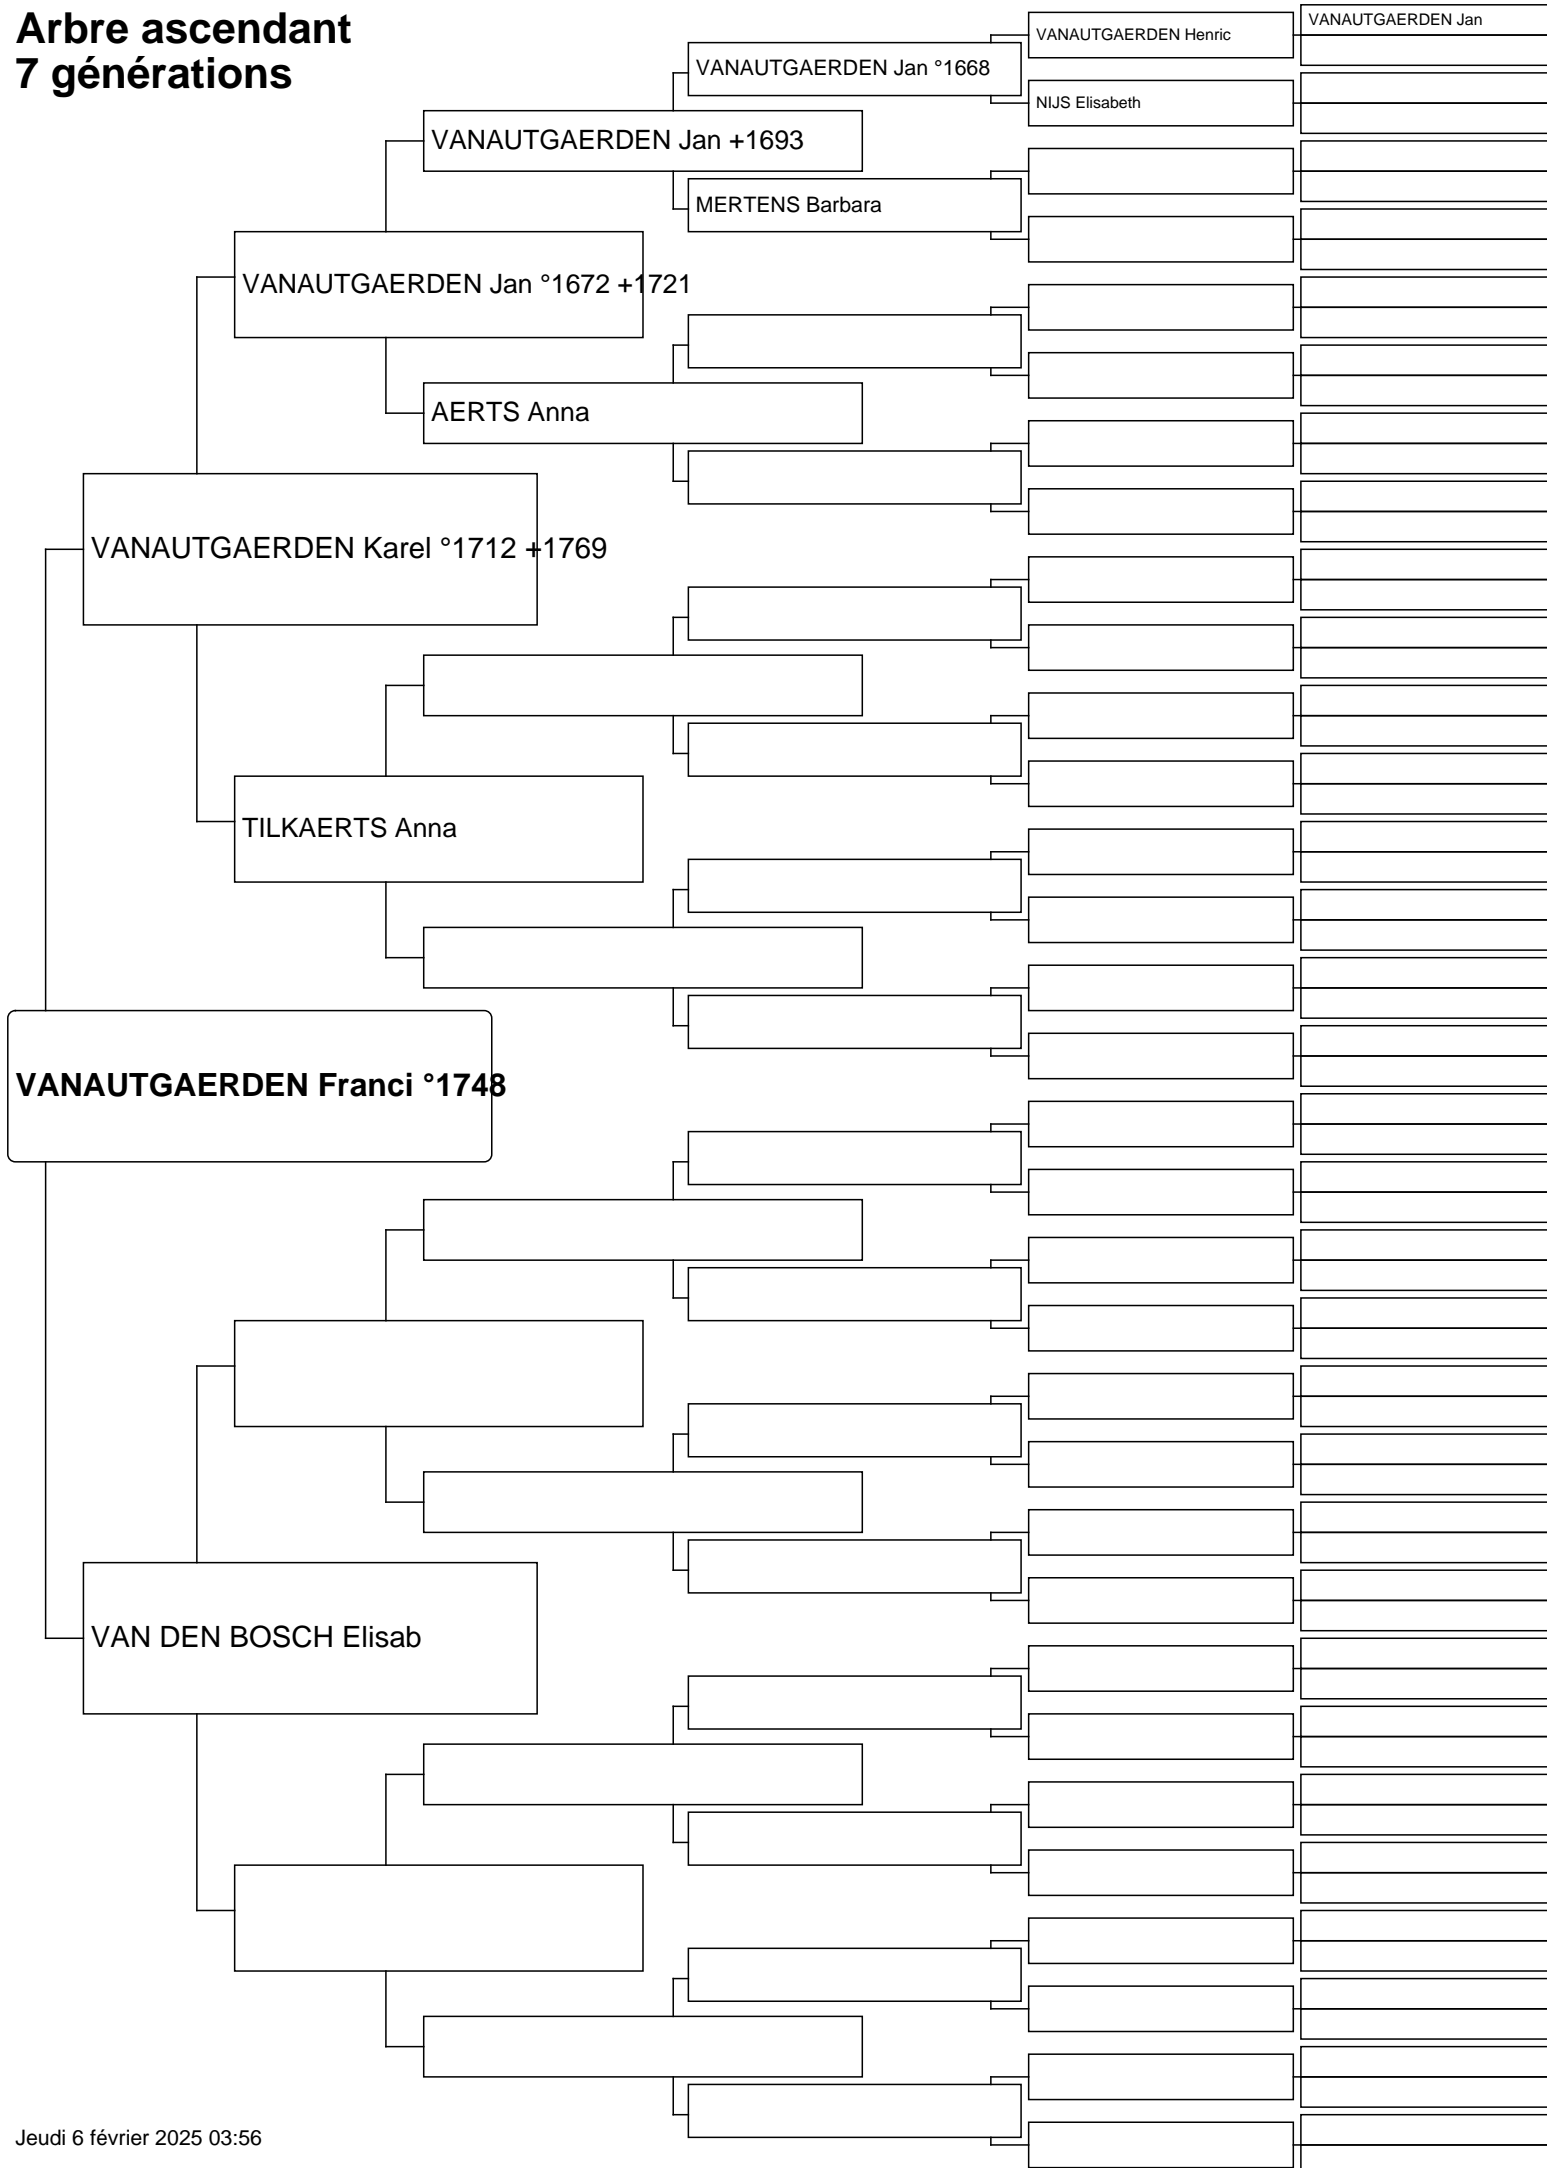 Arbre ascendant
7 générations
VANAUTGAERDEN Jan
VANAUTGAERDEN Henric
VANAUTGAERDEN Jan °1668
NIJS Elisabeth
VANAUTGAERDEN Jan +1693
MERTENS Barbara
VANAUTGAERDEN Jan °1672 +1721
AERTS Anna
VANAUTGAERDEN Karel °1712 +1769
TILKAERTS Anna
VANAUTGAERDEN Franci °1748
VAN DEN BOSCH Elisab
Jeudi 6 février 2025 03:56